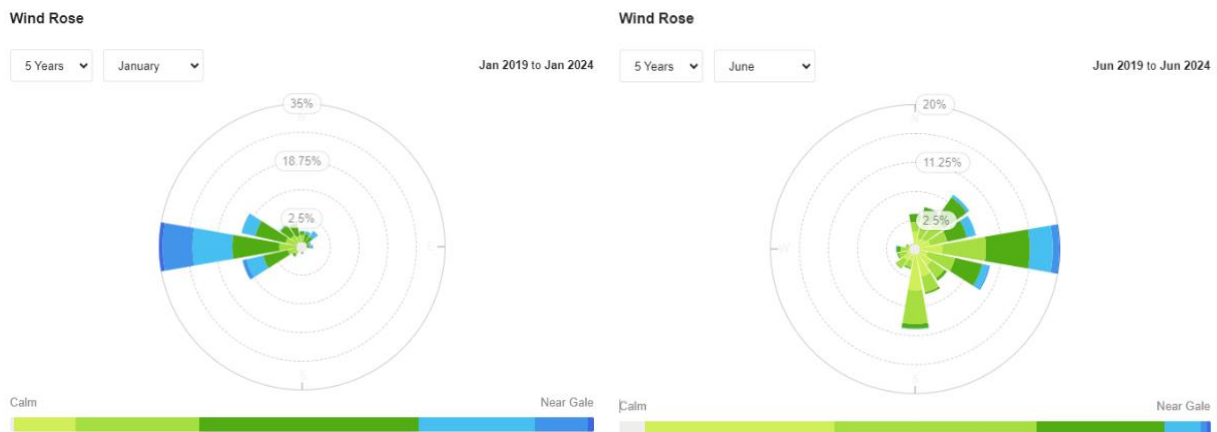 Wind Rose
5 Years January Jan 2019 to Jan 2024
35%
18.75%
2.5%
E
S
Calm Near Gale
Wind Rose
5 Years June Jun 2019 to Jun 2024
20%
N
11.25%
2.5%
W
E
S
Calm Near Gale